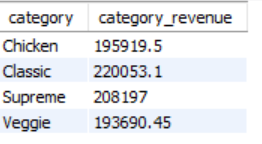 category category_revenue
Chicken 195919.5
Classic 220053.1
Supreme 208197
Veggie 193690.45